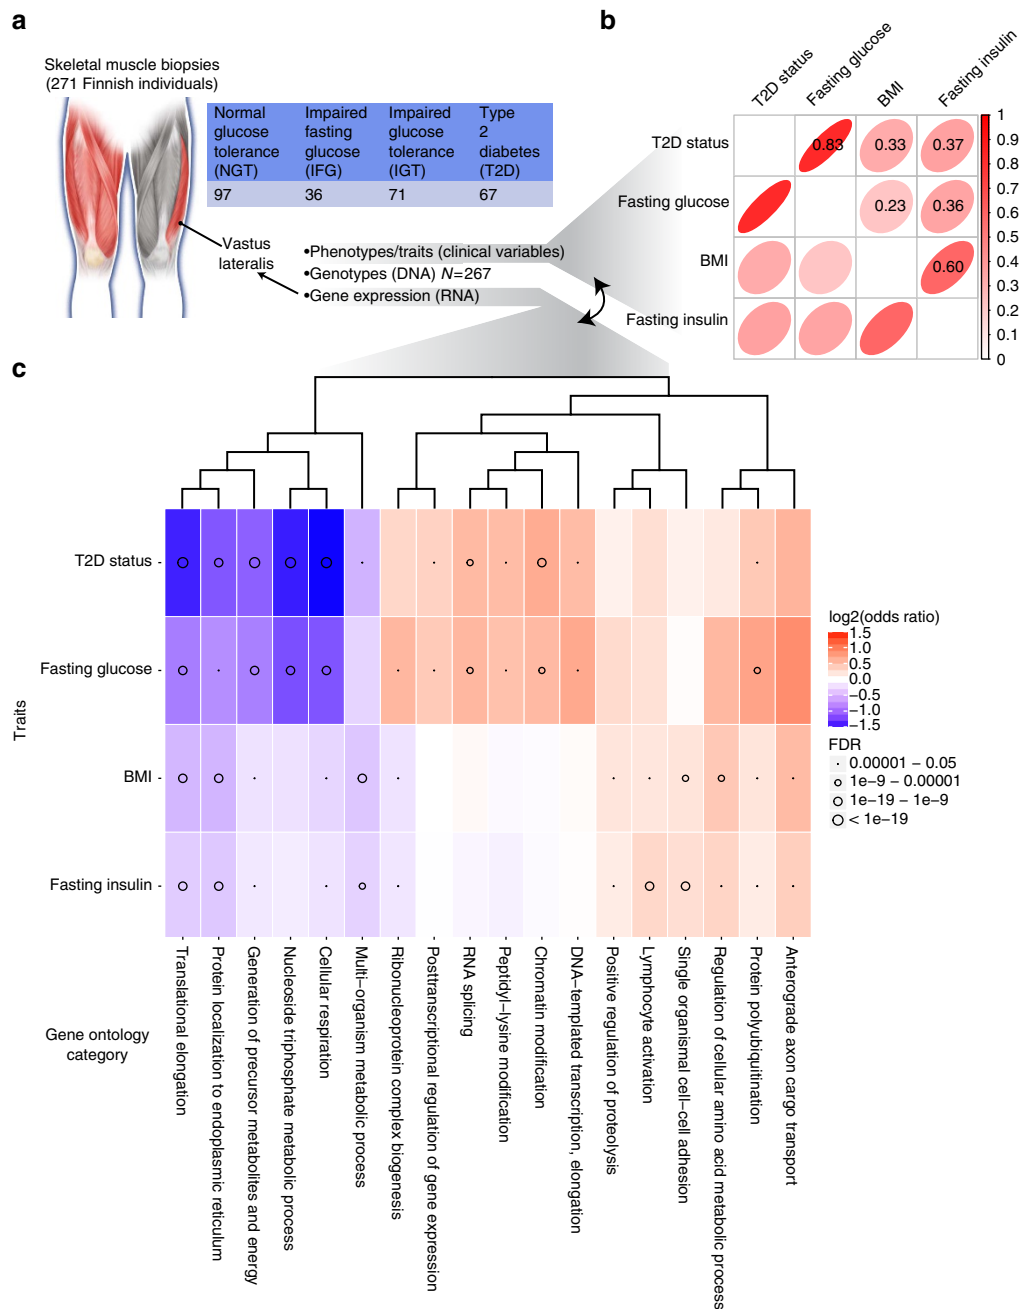 a
Skeletal muscle biopsies
(271 Finnish individuals)
Normal glucose tolerance (NGT)
Impaired fasting glucose (IFG)
Impaired glucose tolerance (IGT)
Type 2 diabetes (T2D)
97 36 71 67
Vastus
lateralis
•Phenotypes/traits (clinical variables)
•Genotypes (DNA) N=267
•Gene expression (RNA)
b
T2D status
Fasting glucose
BMI
Fasting insulin
T2D status 0.83 0.33 0.37
Fasting glucose 0.23 0.36
BMI 0.60
Fasting insulin
1
0.9
0.8
0.7
0.6
0.5
0.4
0.3
0.2
0.1
0
c
Traits
T2D status
Fasting glucose
BMI
Fasting insulin
log2(odds ratio)
1.5
1.0
0.5
0.0
−0.5
−1.0
−1.5
FDR
0.00001 − 0.05
1e−9 − 0.00001
1e−19 − 1e−9
< 1e−19
Gene ontology
category
Translational elongation
Protein localization to endoplasmic reticulum
Generation of precursor metabolites and energy
Nucleoside triphosphate metabolic process
Cellular respiration
Multi−organism metabolic process
Ribonucleoprotein complex biogenesis
Posttranscriptional regulation of gene expression
RNA splicing
Peptidyl−lysine modification
Chromatin modification
DNA−templated transcription, elongation
Positive regulation of proteolysis
Lymphocyte activation
Single organismal cell−cell adhesion
Regulation of cellular amino acid metabolic process
Protein polyubiquitination
Anterograde axon cargo transport